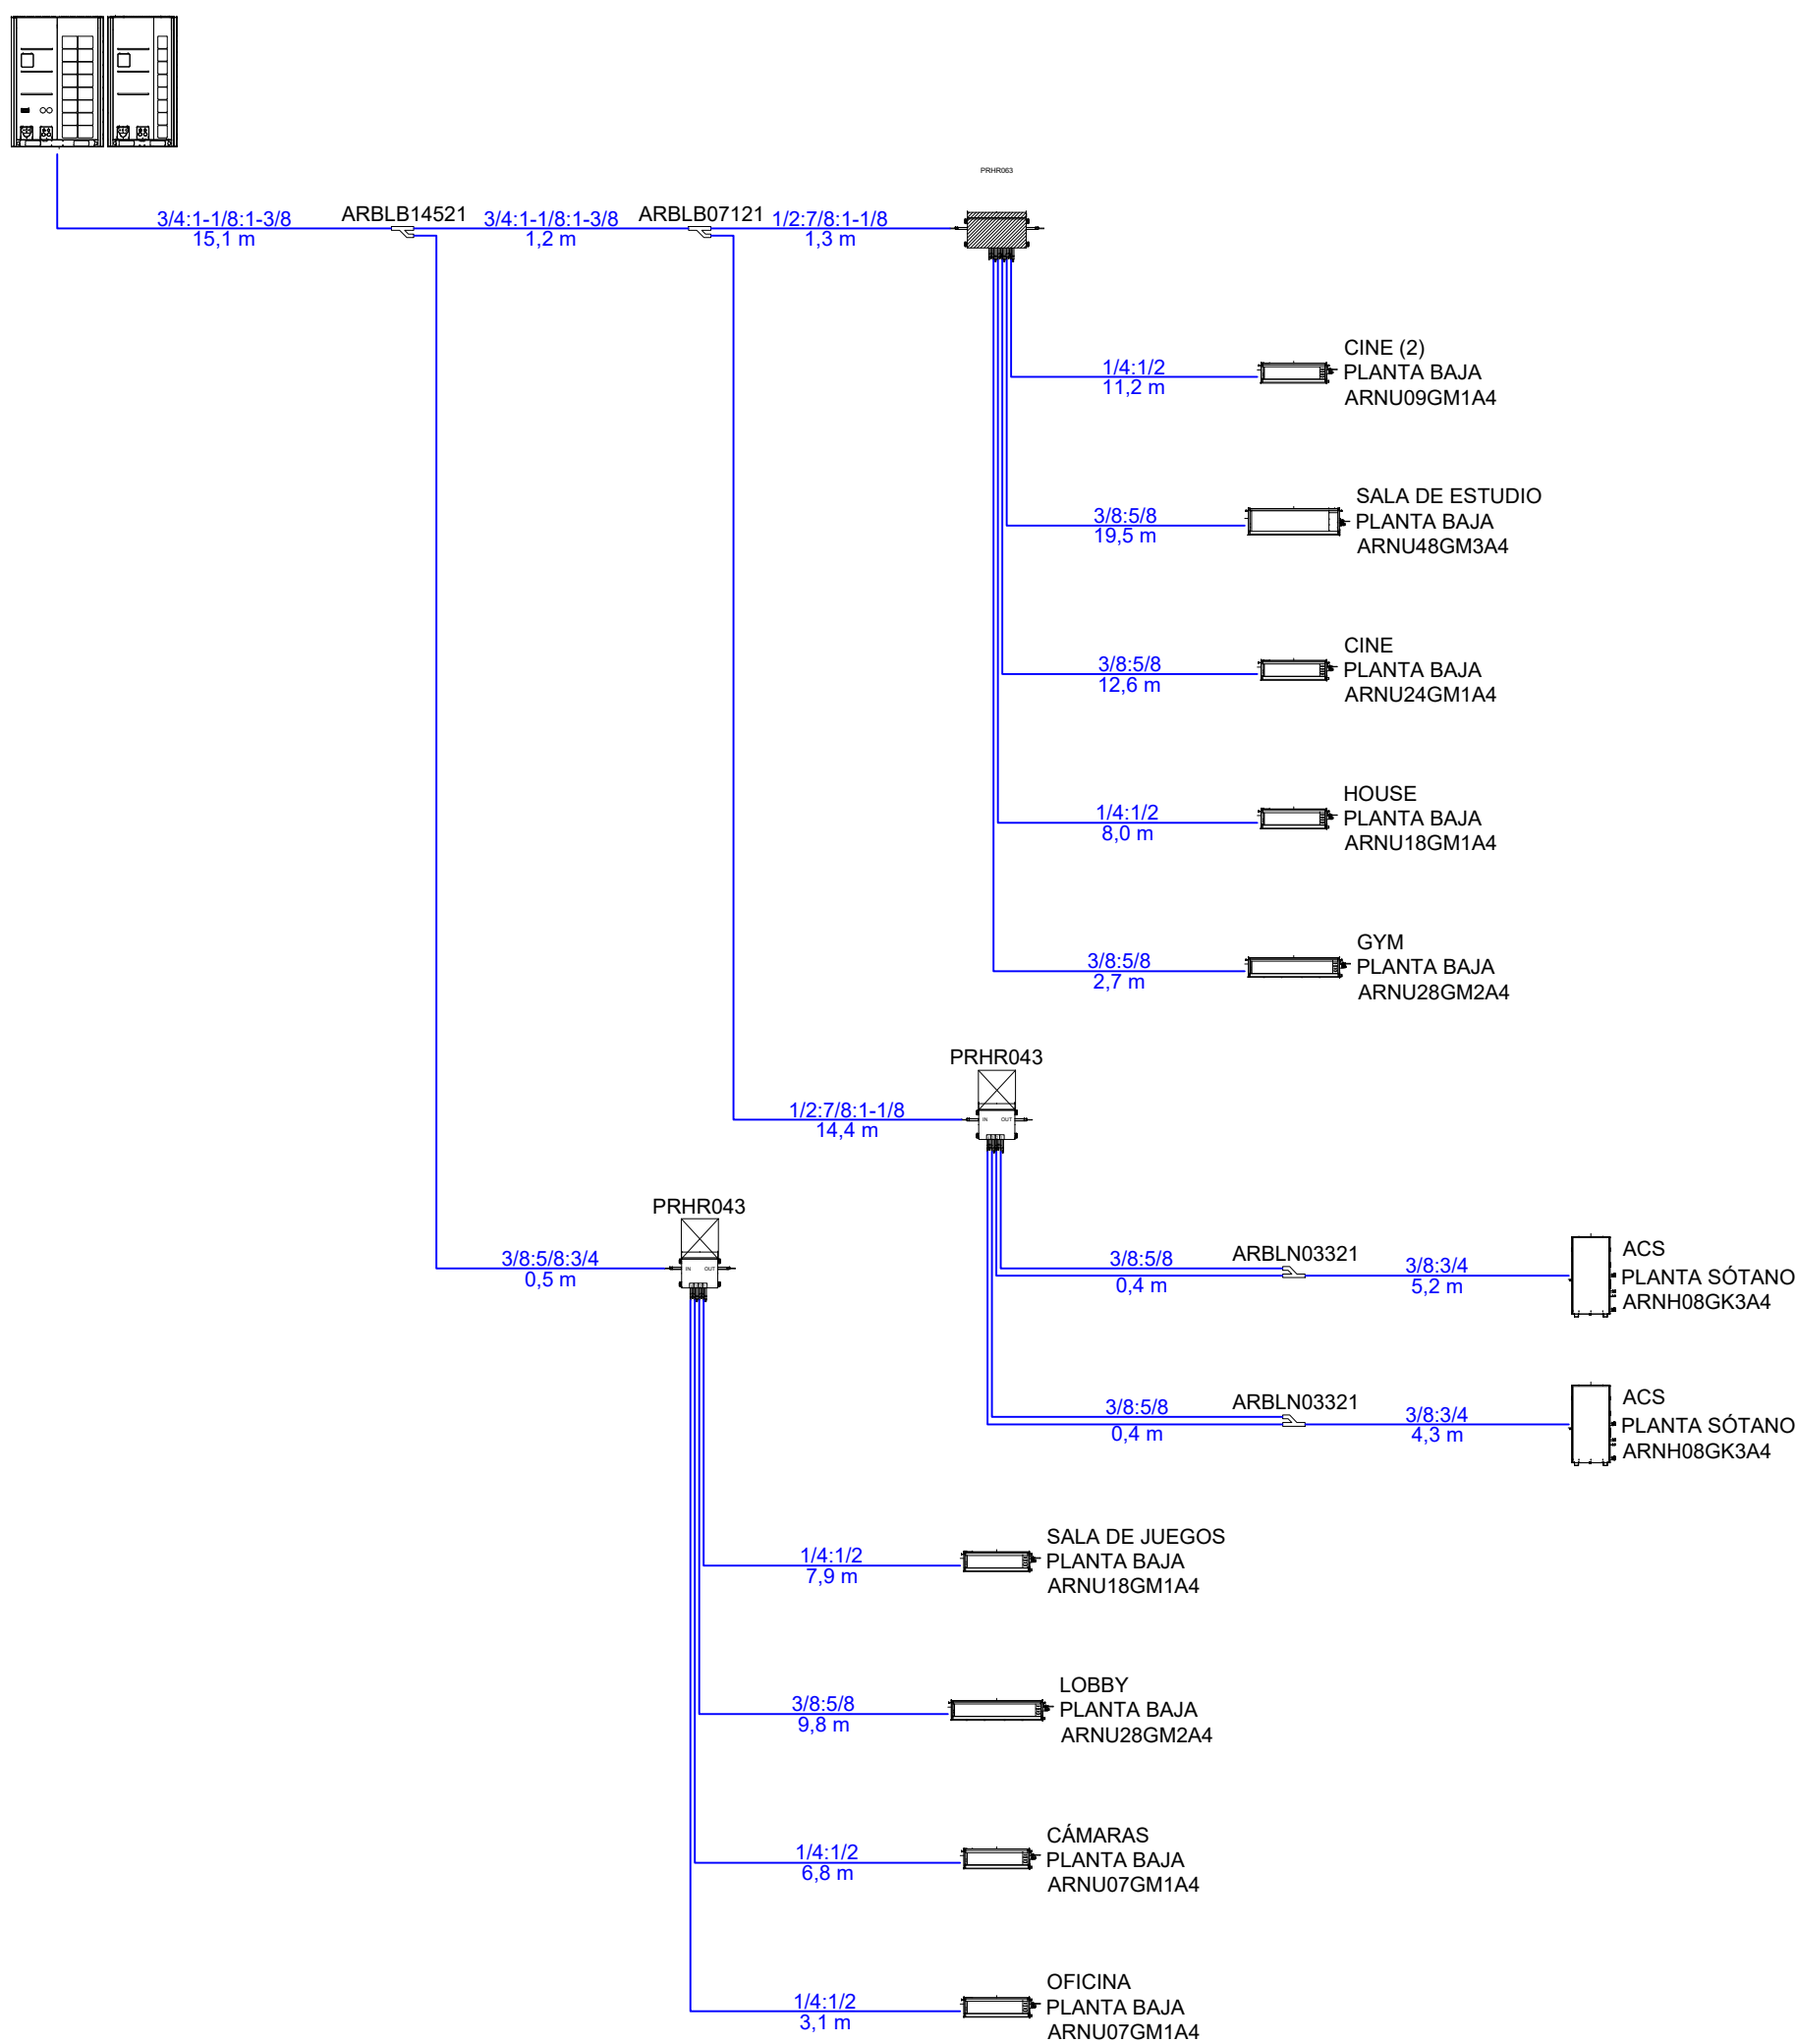 PRHR063
3/4:1-1/8:1-3/8
15,1 m
ARBLB14521
3/4:1-1/8:1-3/8
1,2 m
ARBLB07121
1/2:7/8:1-1/8
1,3 m
1/4:1/2
11,2 m
CINE (2)
PLANTA BAJA
ARNU09GM1A4
3/8:5/8
19,5 m
SALA DE ESTUDIO
PLANTA BAJA
ARNU48GM3A4
3/8:5/8
12,6 m
CINE
PLANTA BAJA
ARNU24GM1A4
1/4:1/2
8,0 m
HOUSE
PLANTA BAJA
ARNU18GM1A4
3/8:5/8
2,7 m
GYM
PLANTA BAJA
ARNU28GM2A4
PRHR043
1/2:7/8:1-1/8
14,4 m
IN OUT
PRHR043
3/8:5/8:3/4
0,5 m
IN OUT
3/8:5/8
0,4 m
ARBLN03321
3/8:3/4
5,2 m
ACS
PLANTA SÓTANO
ARNH08GK3A4
3/8:5/8
0,4 m
ARBLN03321
3/8:3/4
4,3 m
ACS
PLANTA SÓTANO
ARNH08GK3A4
1/4:1/2
7,9 m
SALA DE JUEGOS
PLANTA BAJA
ARNU18GM1A4
3/8:5/8
9,8 m
LOBBY
PLANTA BAJA
ARNU28GM2A4
1/4:1/2
6,8 m
CÁMARAS
PLANTA BAJA
ARNU07GM1A4
1/4:1/2
3,1 m
OFICINA
PLANTA BAJA
ARNU07GM1A4